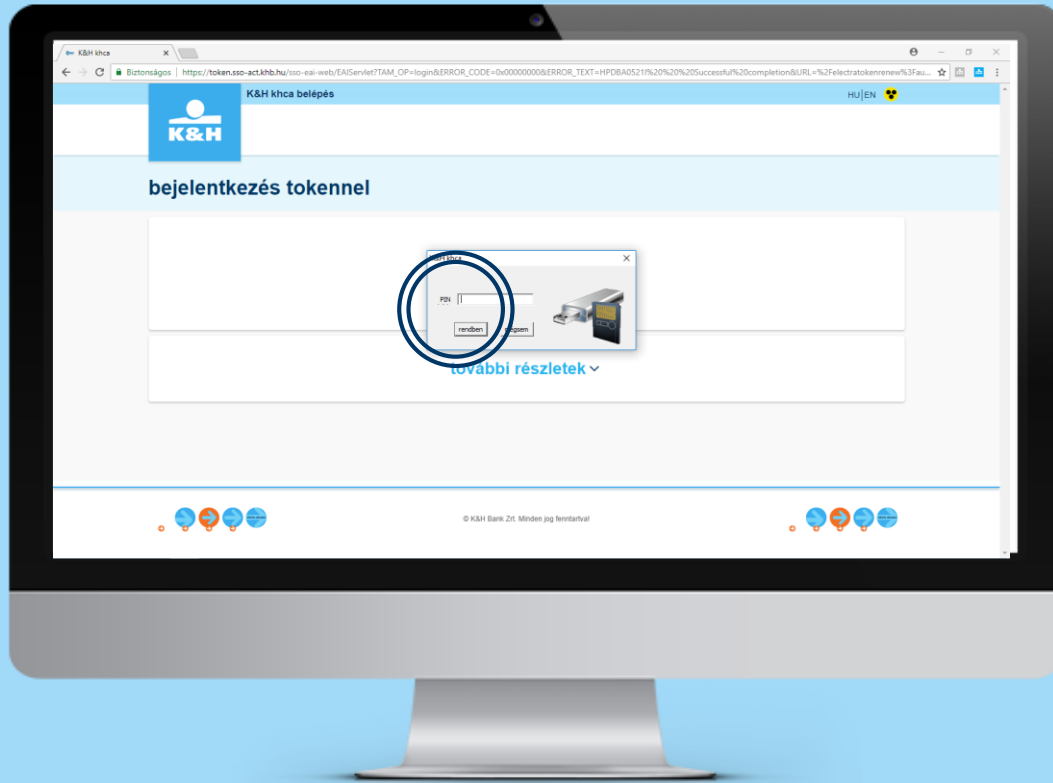 K&H khca
Biztonságos | https://token.sso-act.khb.hu/sso-eai-web/EAIServlet?TAM_OP=login&ERROR_CODE=0x00000000&ERROR_TEXT=HPDBA0521I%20%20%20Successful%20completion&URL=%2Felectratokenrenew%3Fau...
K&H khca belépés
HU|EN
K&H
bejelentkezés tokennel
K&H khca
PIN
rendben
mégsem
további részletek
© K&H Bank Zrt. Minden jog fenntartva!